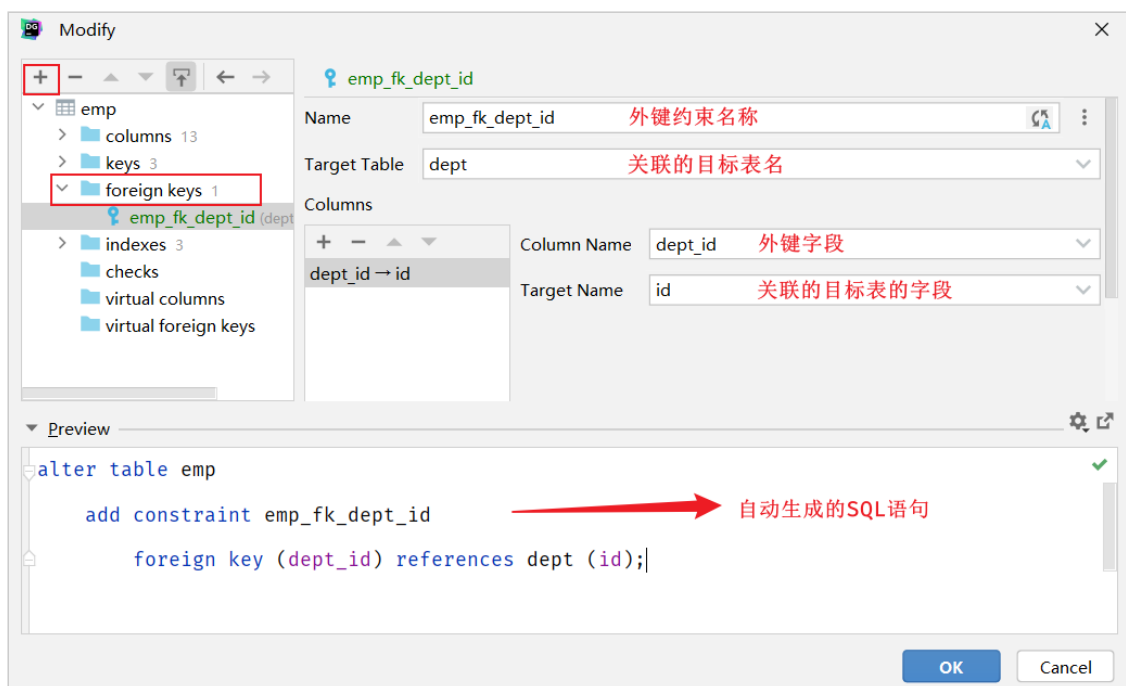 DG Modify
emp_fk_dept_id
emp
columns 13
keys 3
foreign keys 1
emp_fk_dept_id (dept
indexes 3
checks
virtual columns
virtual foreign keys
Name emp_fk_dept_id 外键约束名称
Target Table dept 关联的目标表名
Columns
dept_id → id
Column Name dept_id 外键字段
Target Name id 关联的目标表的字段
Preview
alter table emp
add constraint emp_fk_dept_id 自动生成的SQL语句
foreign key (dept_id) references dept (id);
OK Cancel